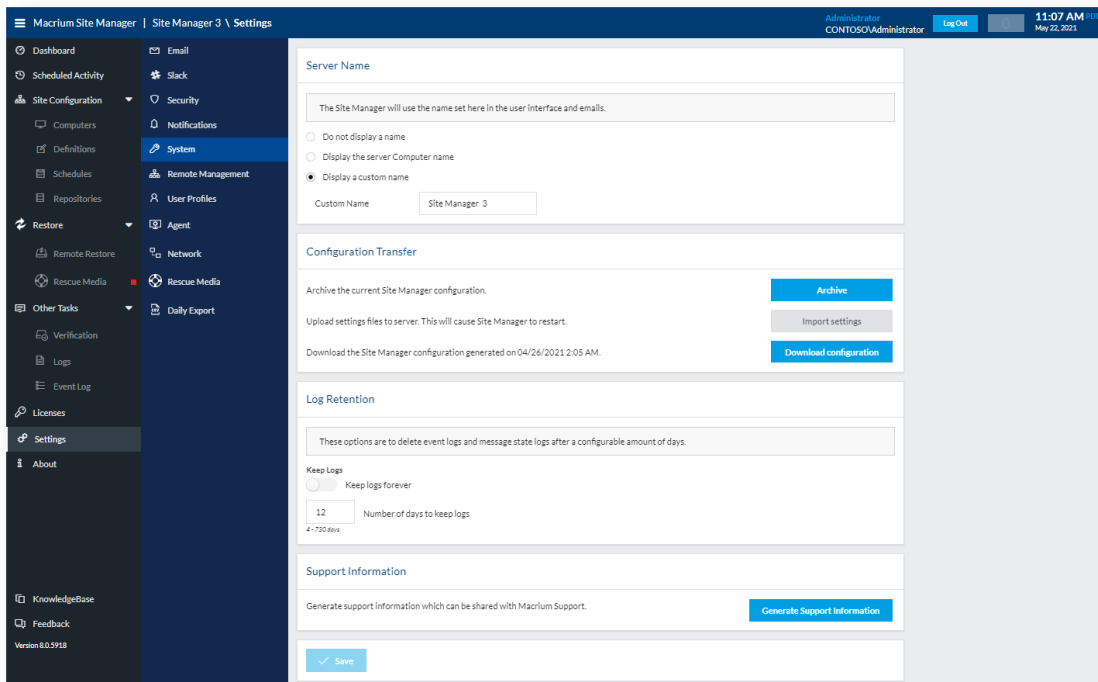 Macrium Site Manager | Site Manager 3 \ Settings
Administrator
CONTOSO\Administrator
Log Out
11:07 AM PDT
May 22, 2021
Dashboard
Scheduled Activity
Site Configuration
Computers
Definitions
Schedules
Repositories
Restore
Remote Restore
Rescue Media
Other Tasks
Verification
Logs
Event Log
Licenses
Settings
About
KnowledgeBase
Feedback
Version 8.0.5918
Email
Slack
Security
Notifications
System
Remote Management
User Profiles
Agent
Network
Rescue Media
Daily Export
Server Name
The Site Manager will use the name set here in the user interface and emails.
Do not display a name
Display the server Computer name
Display a custom name
Custom Name Site Manager 3
Configuration Transfer
Archive the current Site Manager configuration. Archive
Upload settings files to server. This will cause Site Manager to restart. Import settings
Download the Site Manager configuration generated on 04/26/2021 2:05 AM. Download configuration
Log Retention
These options are to delete event logs and message state logs after a configurable amount of days.
Keep Logs
Keep logs forever
12 Number of days to keep logs
4 - 730 days
Support Information
Generate support information which can be shared with Macrium Support. Generate Support Information
Save